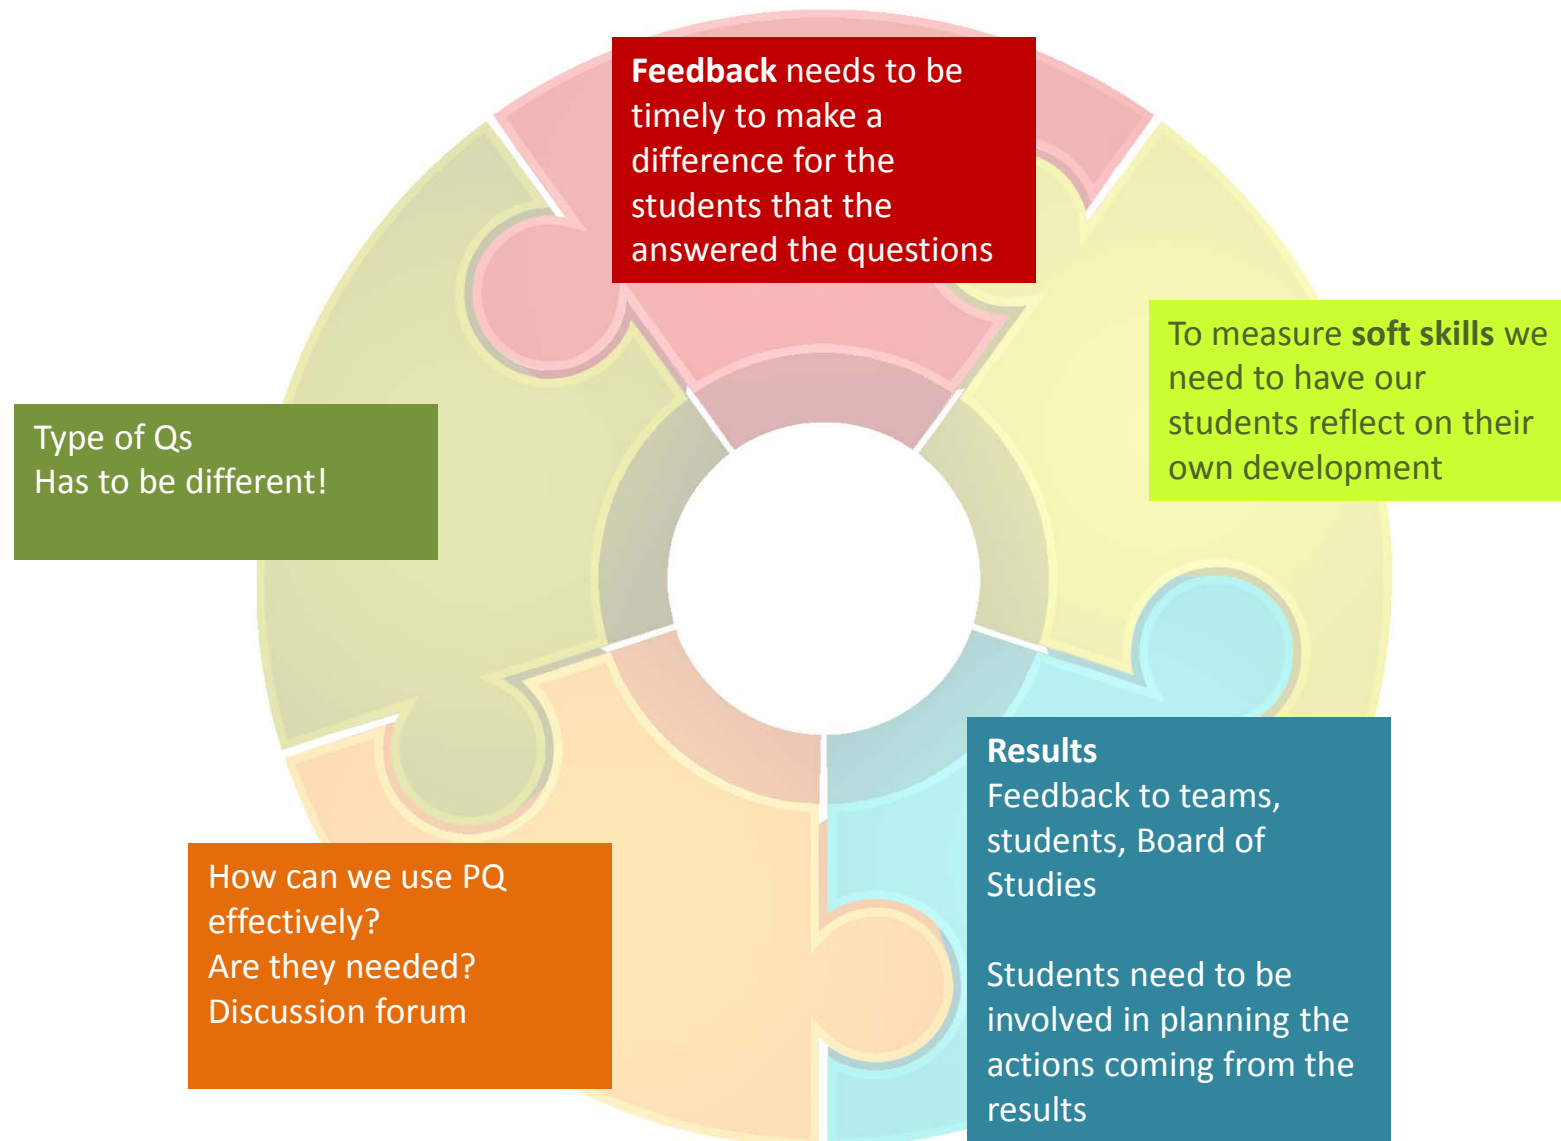 Feedback needs to be
timely to make a
difference for the
students that the
answered the questions
To measure soft skills we
need to have our
students reflect on their
own development
Type of Qs
Has to be different!
Results
Feedback to teams,
students, Board of
Studies
Students need to be
involved in planning the
actions coming from the
results
How can we use PQ
effectively?
Are they needed?
Discussion forum